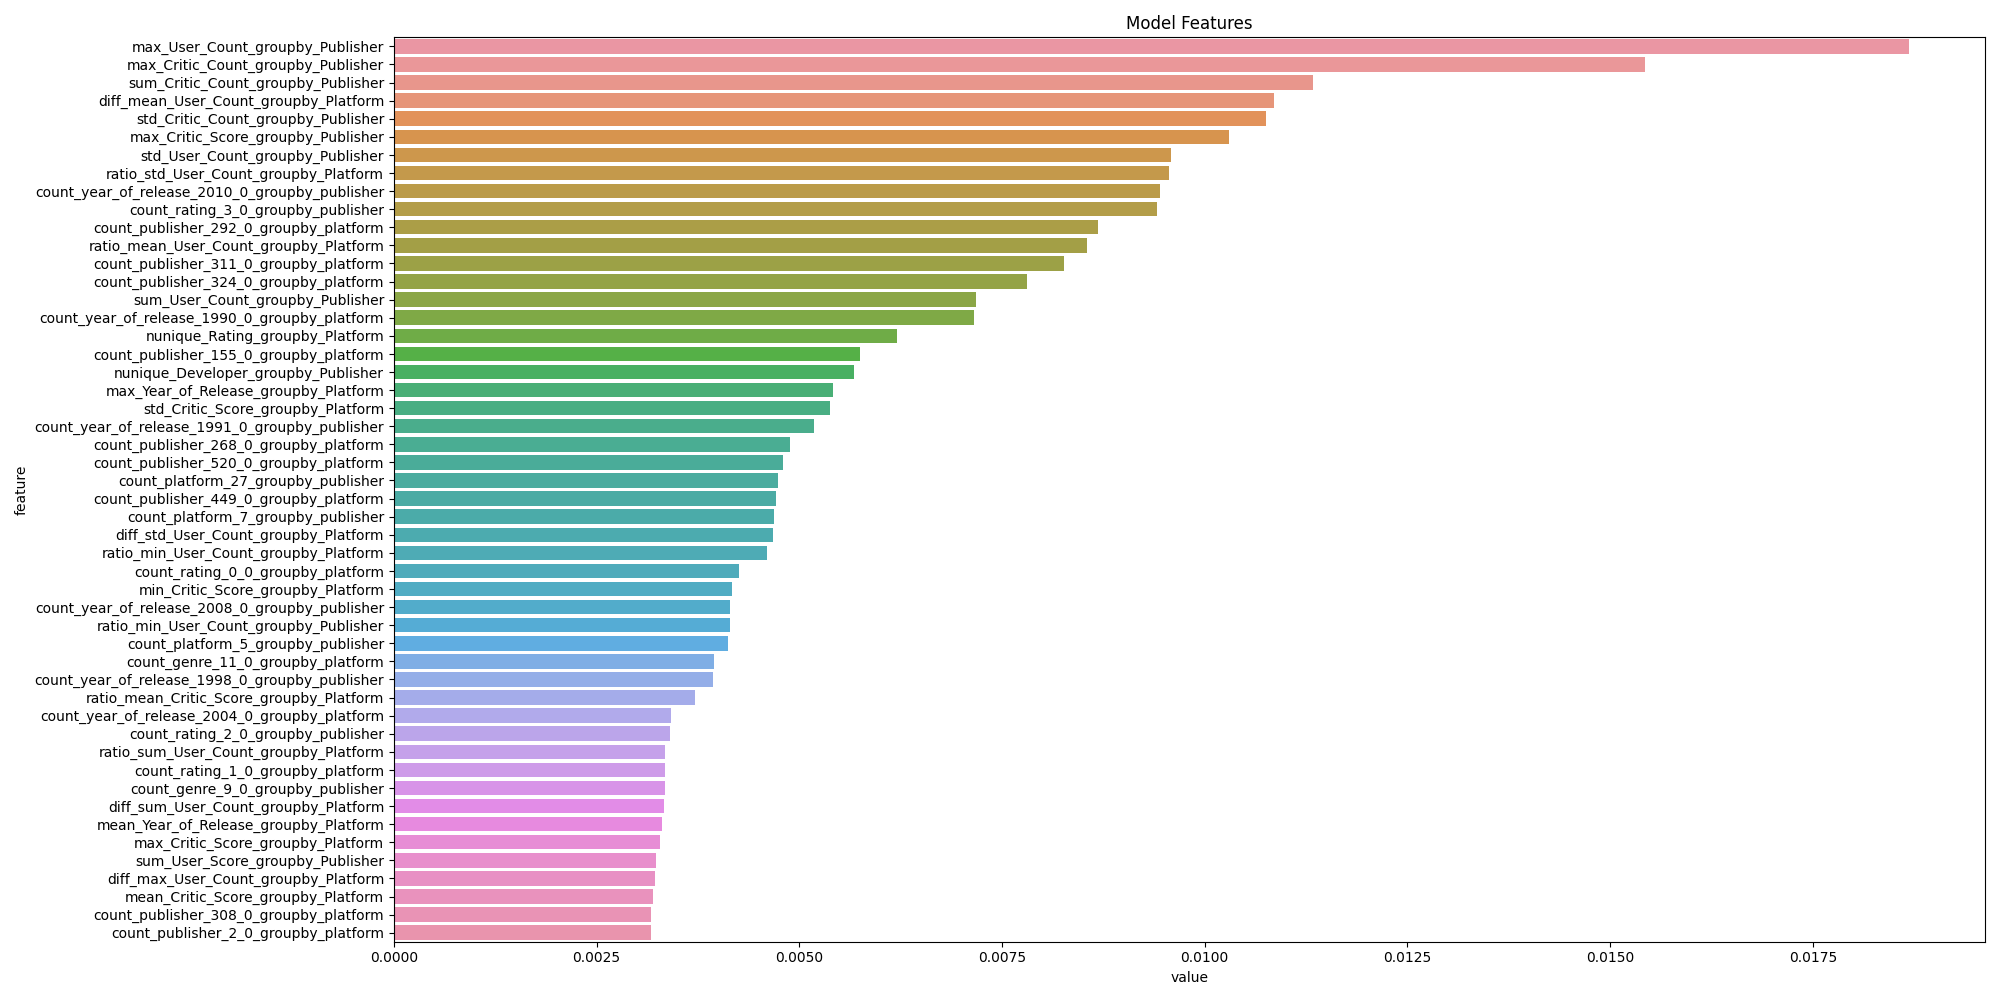 Model Features
max_User_Count_groupby_Publisher
max_Critic_Count_groupby_Publisher
sum_Critic_Count_groupby_Publisher
diff_mean_User_Count_groupby_Platform
std_Critic_Count_groupby_Publisher
max_Critic_Score_groupby_Publisher
std_User_Count_groupby_Publisher
ratio_std_User_Count_groupby_Platform
count_year_of_release_2010_0_groupby_publisher
count_rating_3_0_groupby_publisher
count_publisher_292_0_groupby_platform
ratio_mean_User_Count_groupby_Platform
count_publisher_311_0_groupby_platform
count_publisher_324_0_groupby_platform
sum_User_Count_groupby_Publisher
count_year_of_release_1990_0_groupby_platform
nunique_Rating_groupby_Platform
count_publisher_155_0_groupby_platform
nunique_Developer_groupby_Publisher
max_Year_of_Release_groupby_Platform
std_Critic_Score_groupby_Platform
count_year_of_release_1991_0_groupby_publisher
count_publisher_268_0_groupby_platform
count_publisher_520_0_groupby_platform
count_platform_27_groupby_publisher
count_publisher_449_0_groupby_platform
count_platform_7_groupby_publisher
diff_std_User_Count_groupby_Platform
ratio_min_User_Count_groupby_Platform
count_rating_0_0_groupby_platform
min_Critic_Score_groupby_Platform
count_year_of_release_2008_0_groupby_publisher
ratio_min_User_Count_groupby_Publisher
count_platform_5_groupby_publisher
count_genre_11_0_groupby_platform
count_year_of_release_1998_0_groupby_publisher
ratio_mean_Critic_Score_groupby_Platform
count_year_of_release_2004_0_groupby_platform
count_rating_2_0_groupby_publisher
ratio_sum_User_Count_groupby_Platform
count_rating_1_0_groupby_platform
count_genre_9_0_groupby_publisher
diff_sum_User_Count_groupby_Platform
mean_Year_of_Release_groupby_Platform
max_Critic_Score_groupby_Platform
sum_User_Score_groupby_Publisher
diff_max_User_Count_groupby_Platform
mean_Critic_Score_groupby_Platform
count_publisher_308_0_groupby_platform
count_publisher_2_0_groupby_platform
feature
0.0000 0.0025 0.0050 0.0075 0.0100 0.0125 0.0150 0.0175
value